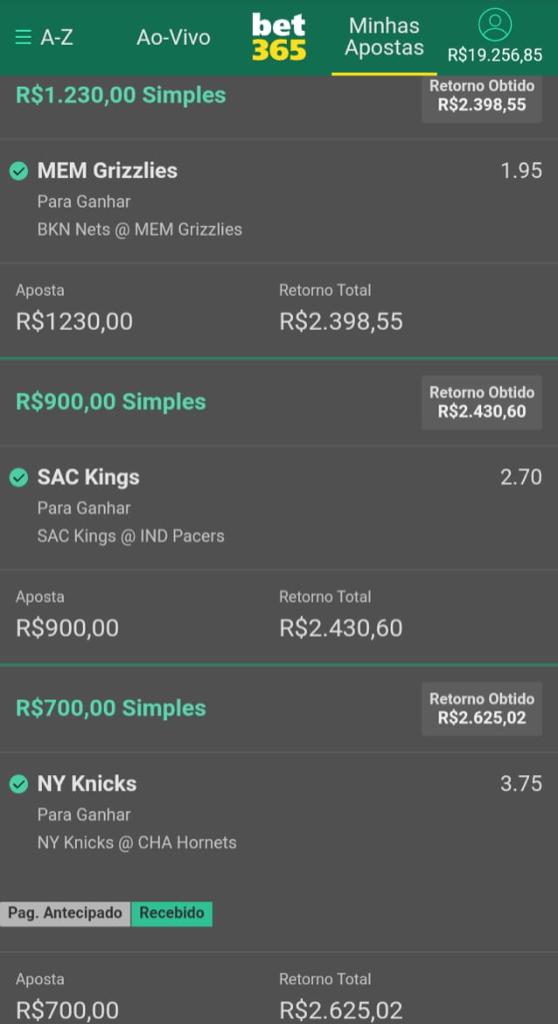 A-Z
Ao-Vivo
bet
365
Minhas
Apostas
R$19.256,85
R$1.230,00 Simples
Retorno Obtido
R$2.398,55
MEM Grizzlies
1.95
Para Ganhar
BKN Nets @ MEM Grizzlies
Aposta
Retorno Total
R$1230,00
R$2.398,55
R$900,00 Simples
Retorno Obtido
R$2.430,60
SAC Kings
2.70
Para Ganhar
SAC Kings @ IND Pacers
Aposta
Retorno Total
R$900,00
R$2.430,60
R$700,00 Simples
Retorno Obtido
R$2.625,02
NY Knicks
3.75
Para Ganhar
NY Knicks @ CHA Hornets
Pag. Antecipado
Recebido
Aposta
Retorno Total
R$700,00
R$2.625,02